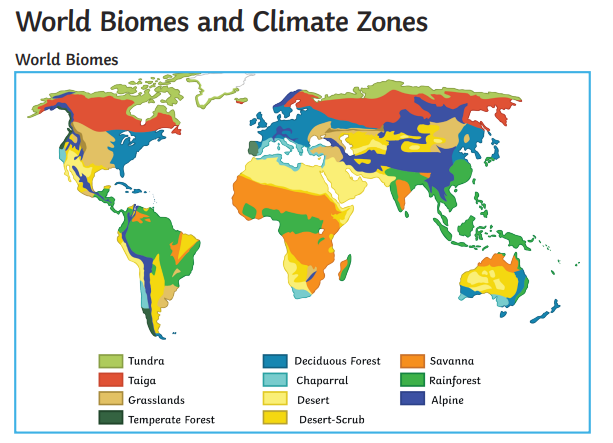 World Biomes and Climate Zones
World Biomes
Tundra
Taiga
Grasslands
Temperate Forest
Deciduous Forest
Chaparral
Desert
Desert-Scrub
Savanna
Rainforest
Alpine